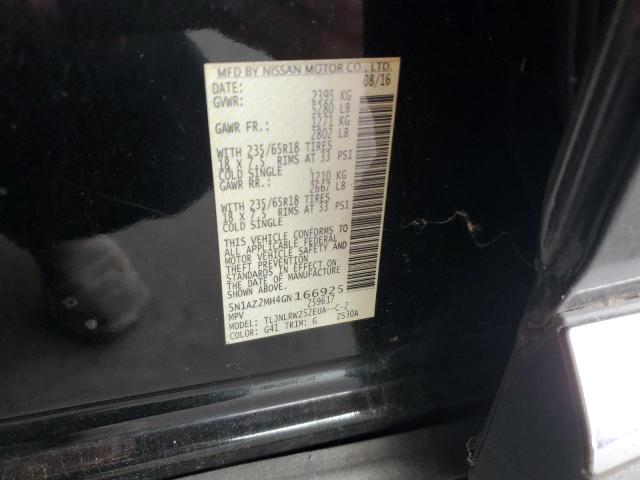 MFD BY NISSAN MOTOR CO., LTD.
DATE: 08/16
GVWR: 2395 KG
5280 LB
GAWR FR.: 1271 KG
2802 LB
WITH 235/65R18 TIRES
18 X 7.5 RIMS AT 33 PSI
COLD SINGLE
GAWR RR.: 1210 KG
2667 LB
WITH 235/65R18 TIRES
18 X 7.5 RIMS AT 33 PSI
COLD SINGLE
THIS VEHICLE CONFORMS TO
ALL APPLICABLE FEDERAL
MOTOR VEHICLE SAFETY AND
THEFT PREVENTION
STANDARDS IN EFFECT ON
THE DATE OF MANUFACTURE
5N1AZ2MH4GN166925
MPV 259617
MODEL: TLJNLRWZ52EUA--C-2
COLOR: G41 TRIM: G ZS30A